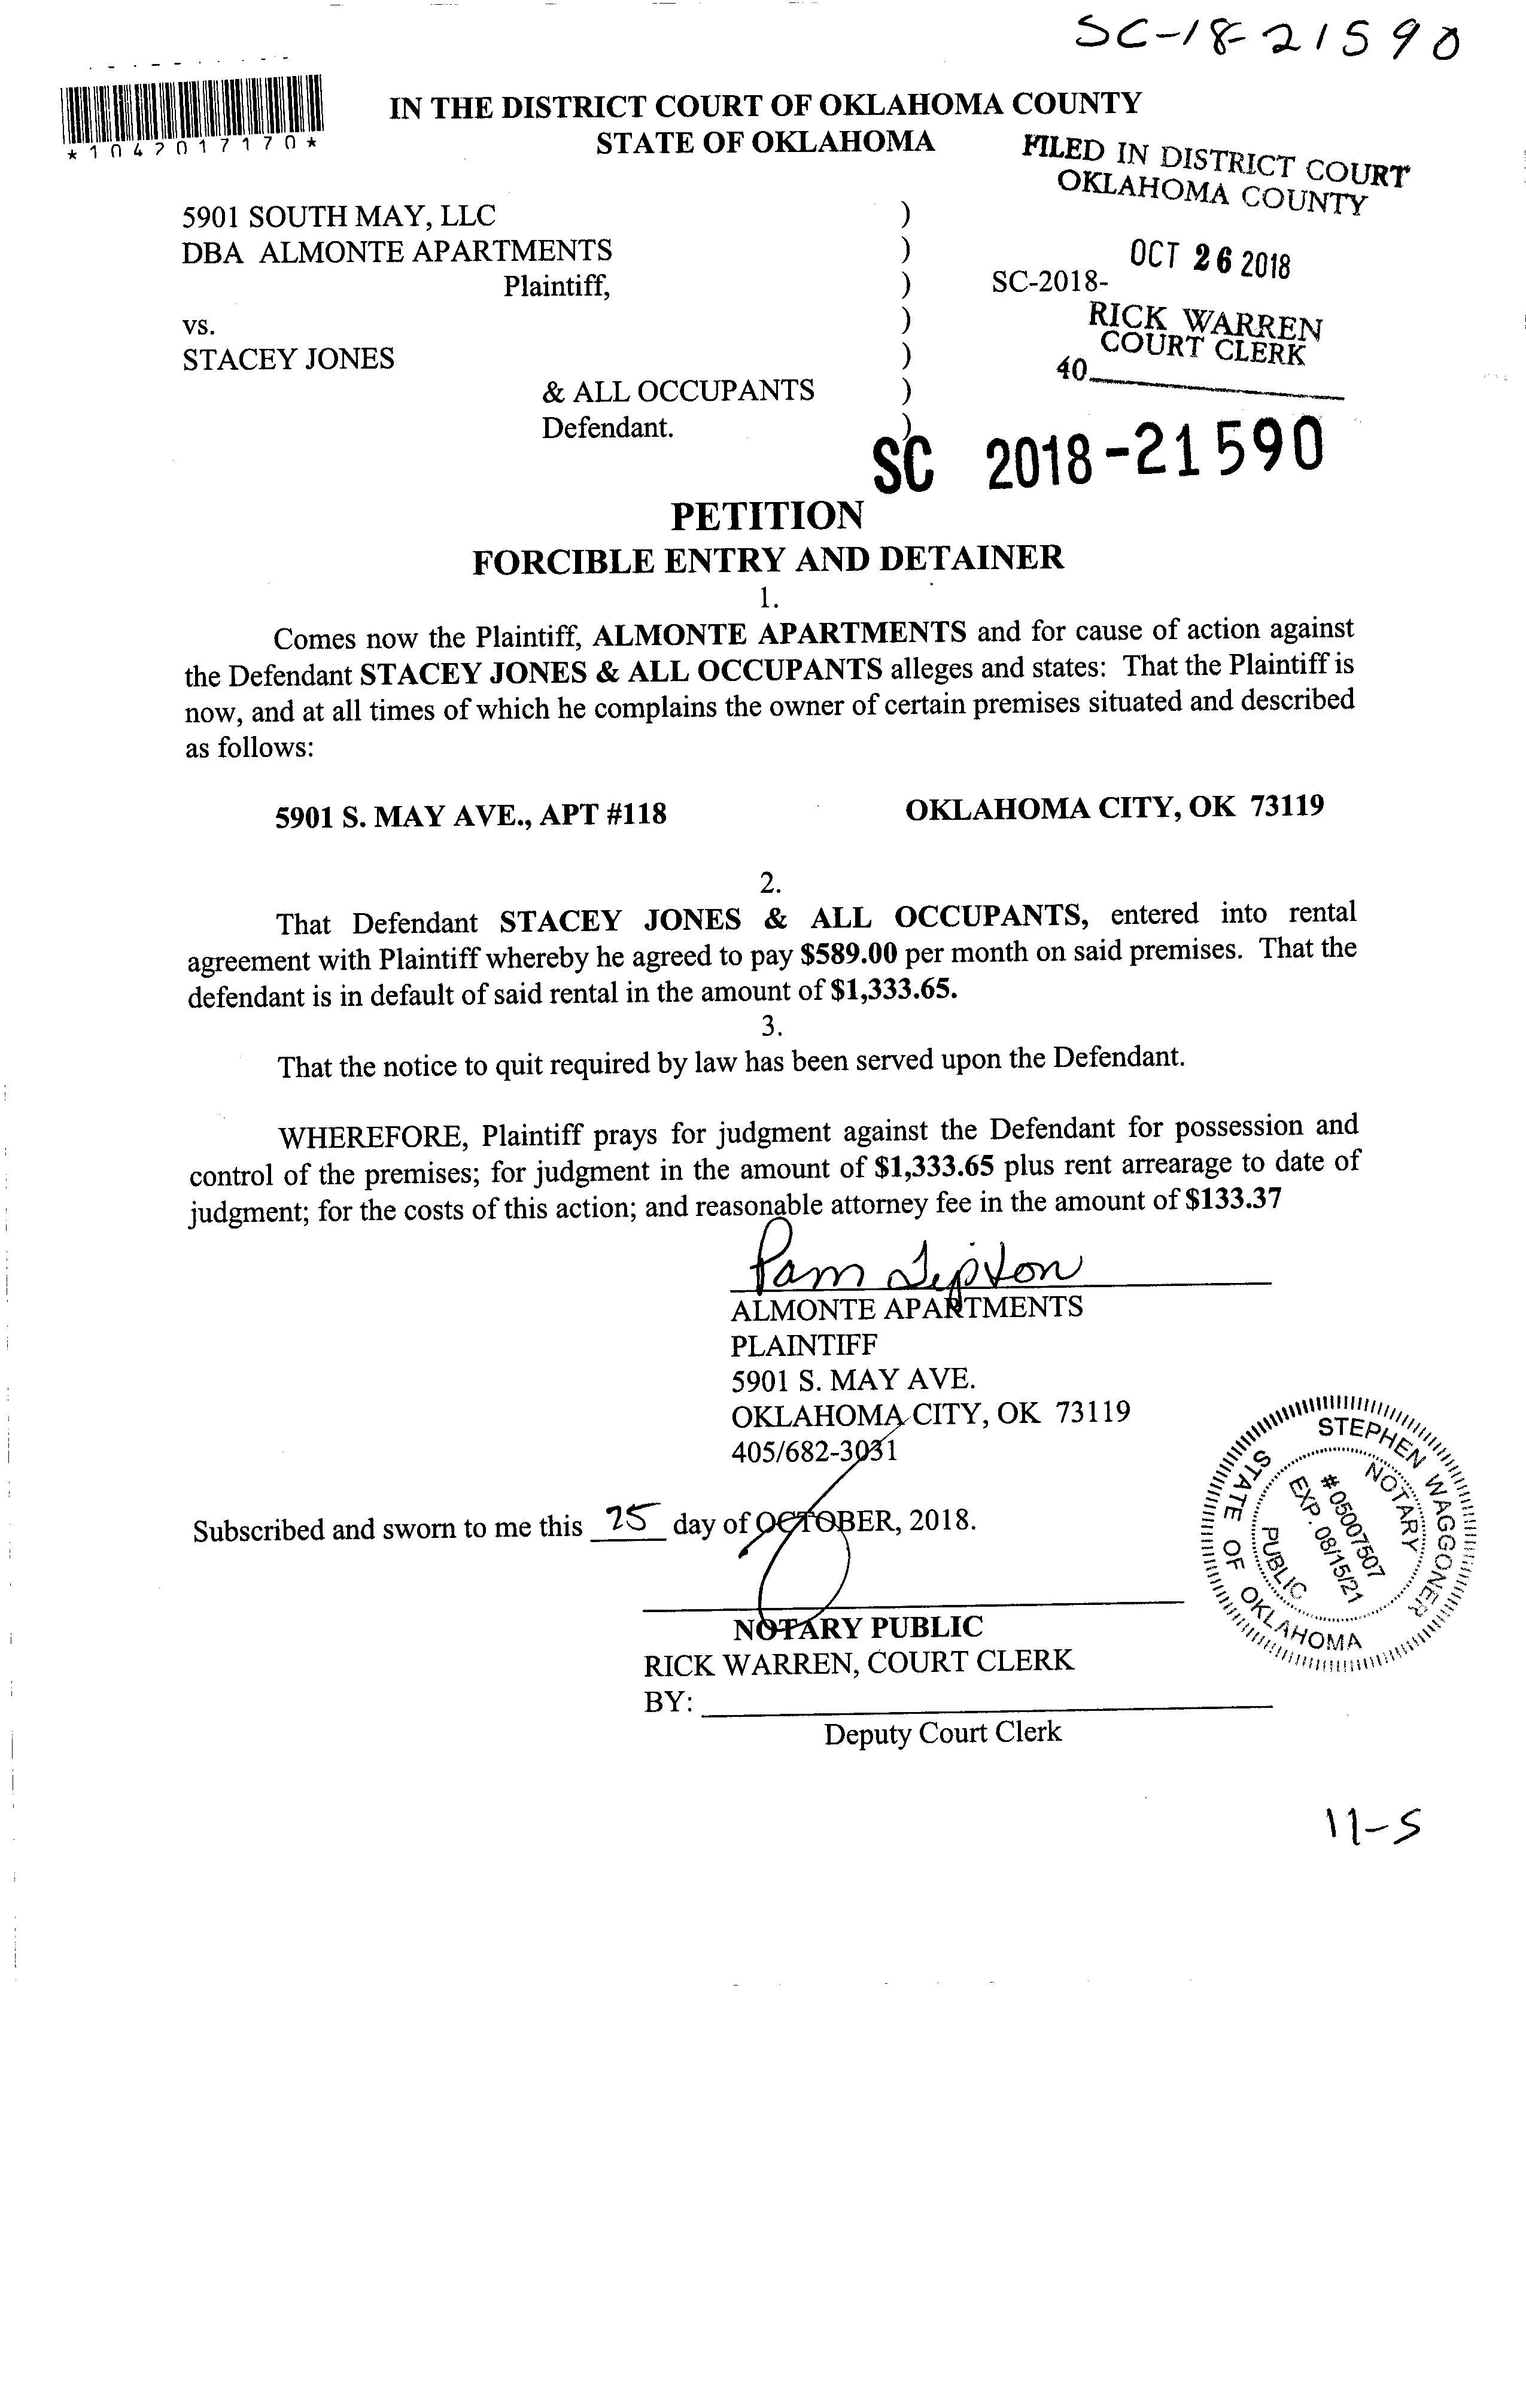 SC-18-21590
*1042017170*
IN THE DISTRICT COURT OF OKLAHOMA COUNTY
STATE OF OKLAHOMA
FILED IN DISTRICT COURT
OKLAHOMA COUNTY
5901 SOUTH MAY, LLC )
DBA ALMONTE APARTMENTS )
OCT 26 2018
Plaintiff, ) SC-2018-
vs. )
RICK WARREN
COURT CLERK
STACEY JONES )
40
& ALL OCCUPANTS )
Defendant. )
SC 2018-21590
PETITION
FORCIBLE ENTRY AND DETAINER
1.
Comes now the Plaintiff, ALMONTE APARTMENTS and for cause of action against
the Defendant STACEY JONES & ALL OCCUPANTS alleges and states: That the Plaintiff is
now, and at all times of which he complains the owner of certain premises situated and described
as follows:
5901 S. MAY AVE., APT #118 OKLAHOMA CITY, OK 73119
2.
That Defendant STACEY JONES & ALL OCCUPANTS, entered into rental
agreement with Plaintiff whereby he agreed to pay $589.00 per month on said premises. That the
defendant is in default of said rental in the amount of $1,333.65.
3.
That the notice to quit required by law has been served upon the Defendant.
WHEREFORE, Plaintiff prays for judgment against the Defendant for possession and
control of the premises; for judgment in the amount of $1,333.65 plus rent arrearage to date of
judgment; for the costs of this action; and reasonable attorney fee in the amount of $133.37
Pam Tipton
ALMONTE APARTMENTS
PLAINTIFF
5901 S. MAY AVE.
OKLAHOMA CITY, OK 73119
405/682-3031
Subscribed and sworn to me this 25 day of OCTOBER, 2018.
STEPHEN WAGGONER
NOTARY
# 05007507
EXP. 08/15/21
PUBLIC
STATE OF OKLAHOMA
NOTARY PUBLIC
RICK WARREN, COURT CLERK
BY:
Deputy Court Clerk
11-5